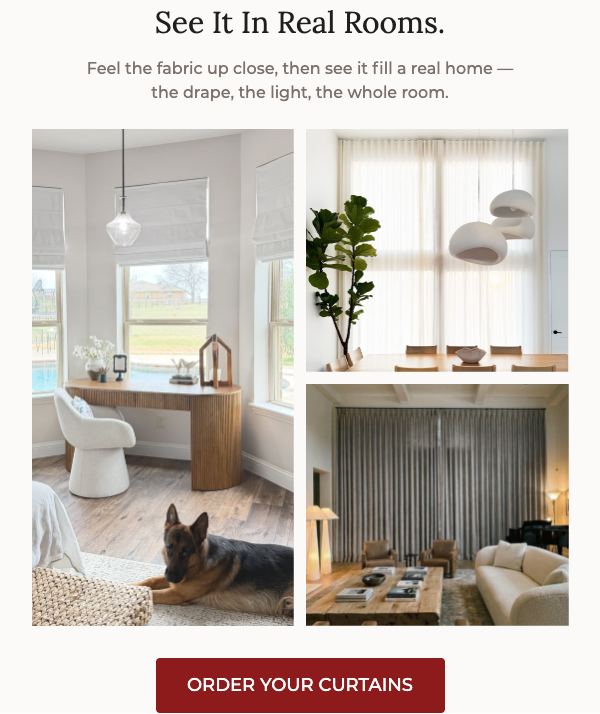 See It In Real Rooms.
Feel the fabric up close, then see it fill a real home —
the drape, the light, the whole room.
ORDER YOUR CURTAINS